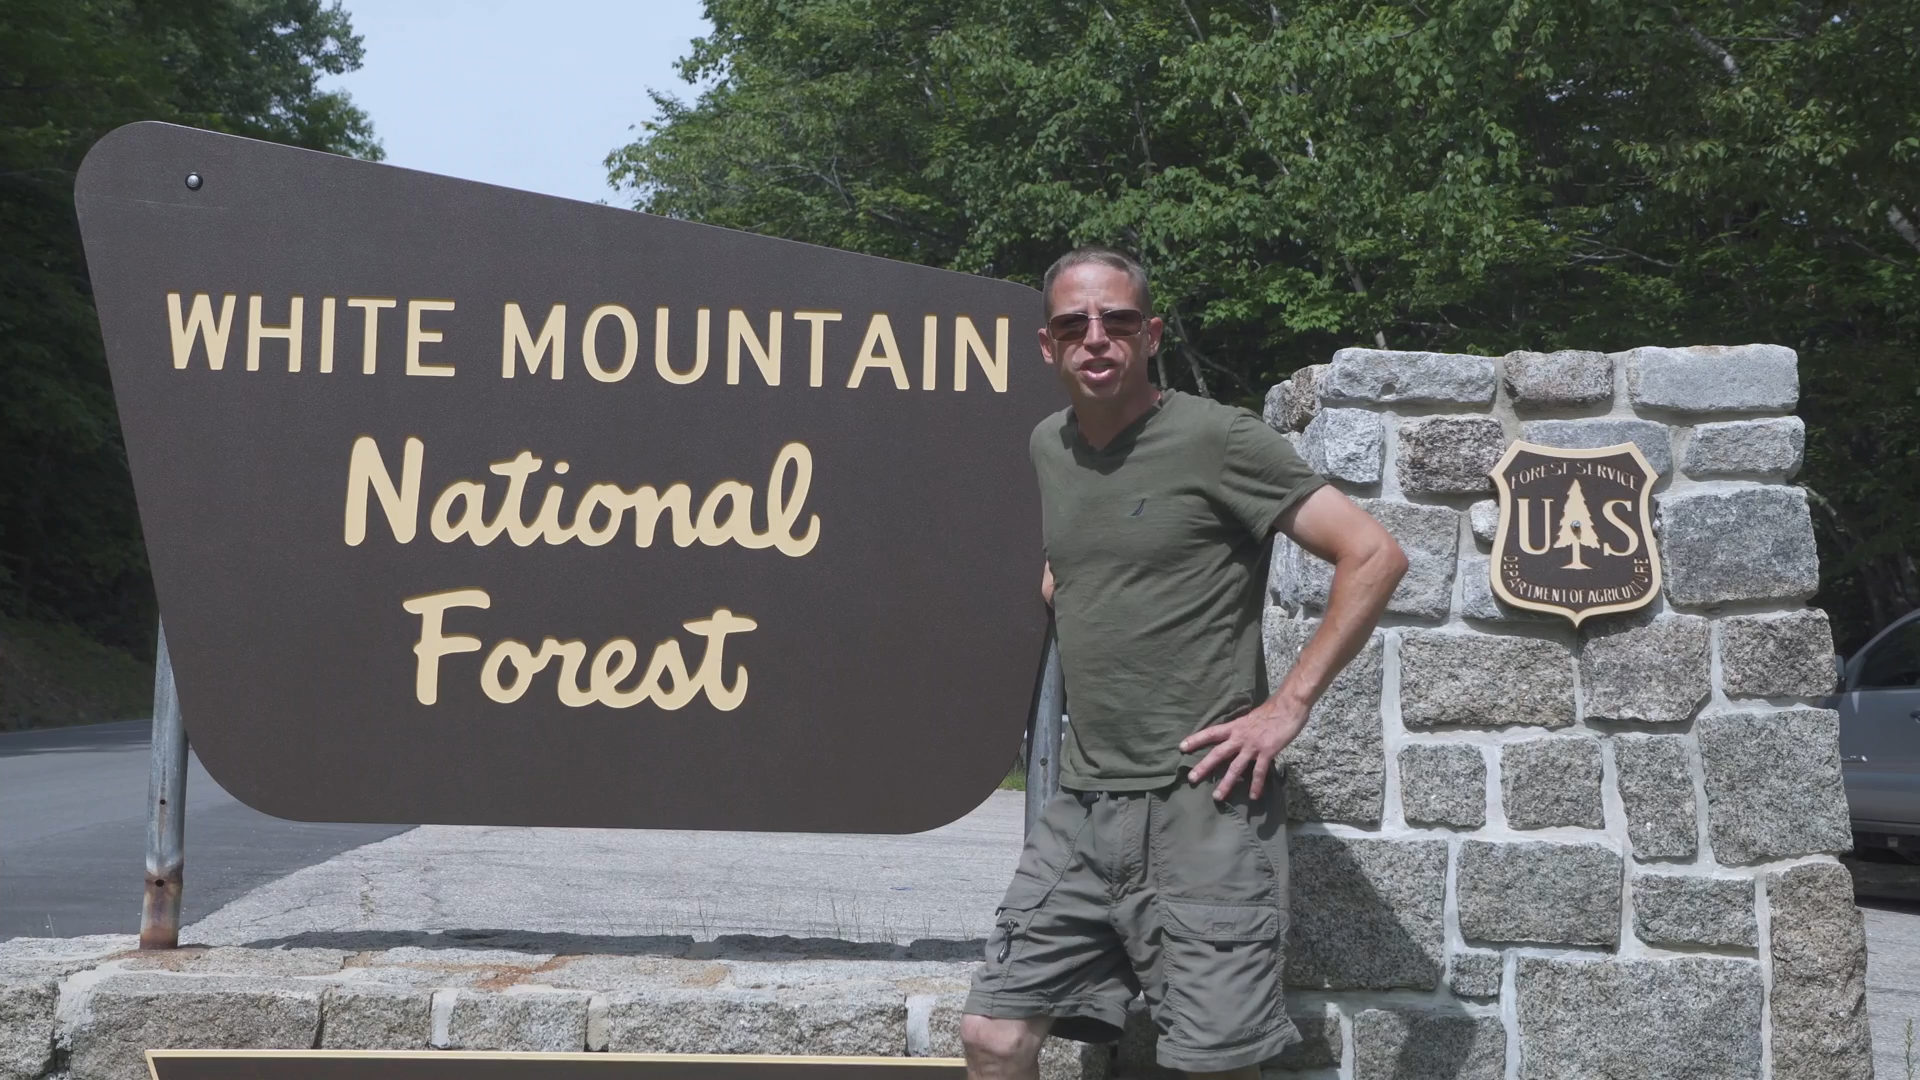 WHITE MOUNTAIN
National
Forest
FOREST SERVICE
U S
DEPARTMENT OF AGRICULTURE